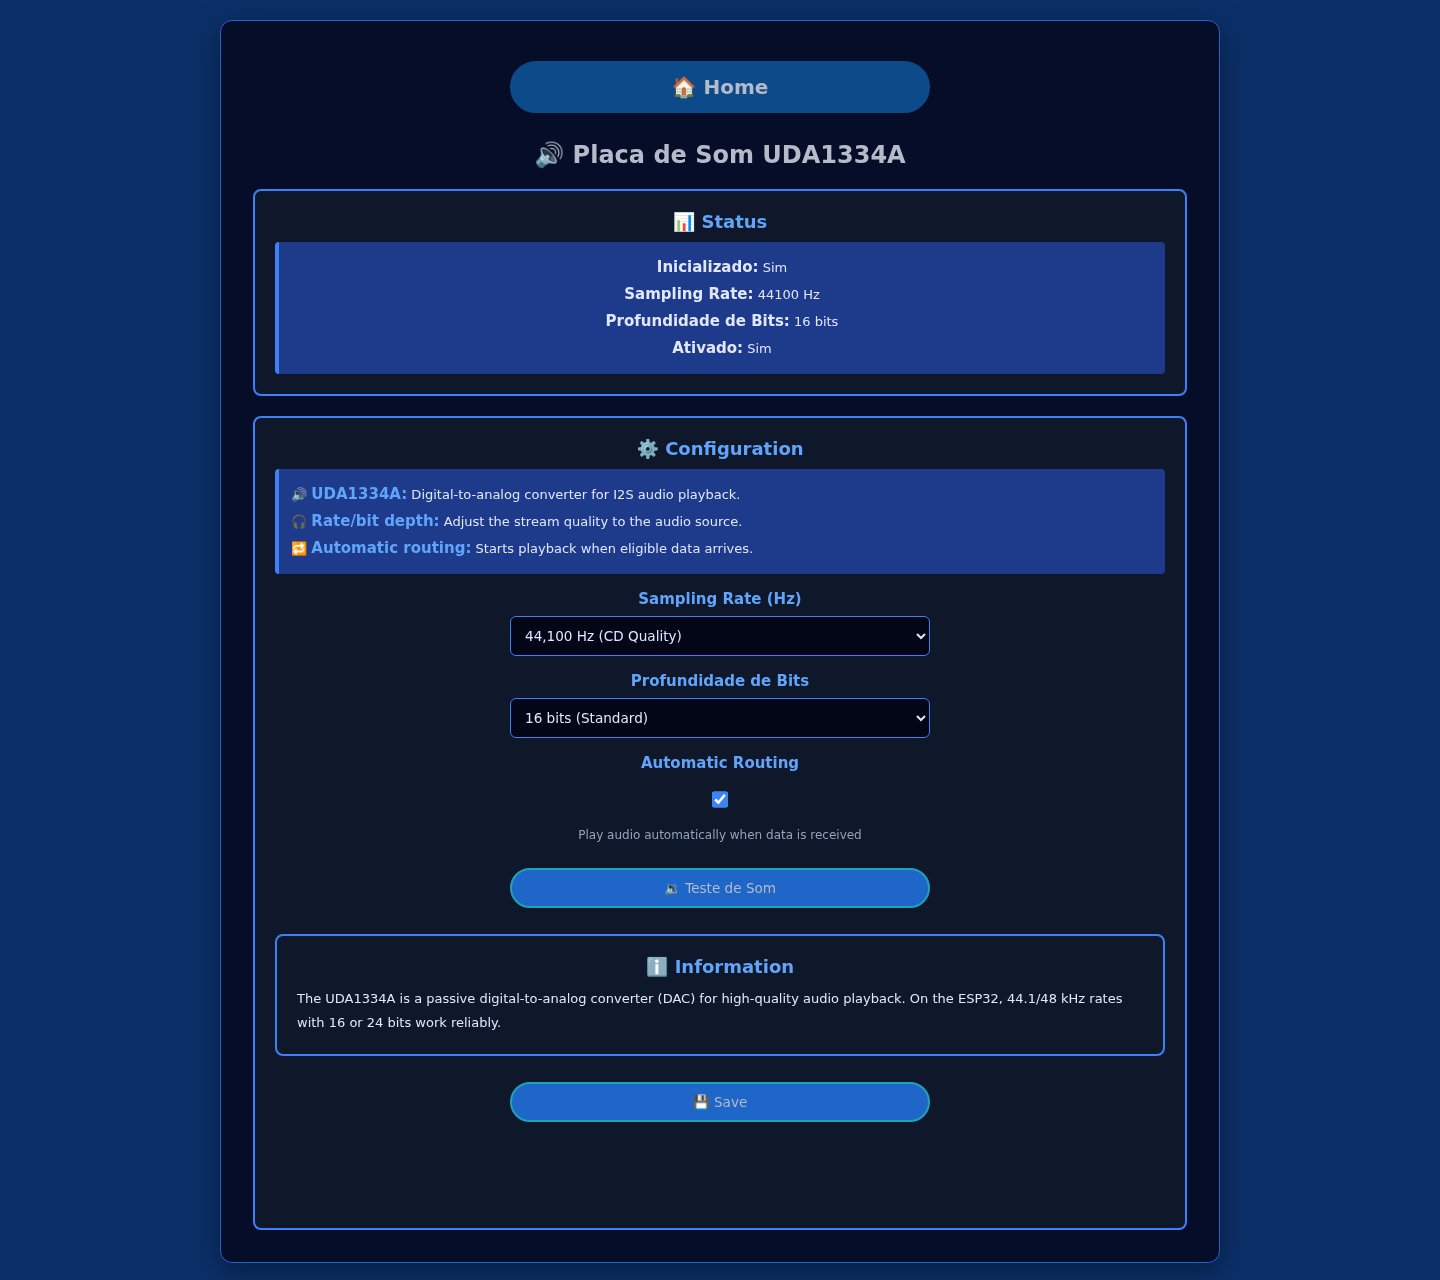 🏠 Home
🔊 Placa de Som UDA1334A
📊 Status
Inicializado: Sim
Sampling Rate: 44100 Hz
Profundidade de Bits: 16 bits
Ativado: Sim
⚙️ Configuration
🔊 UDA1334A: Digital-to-analog converter for I2S audio playback.
🎧 Rate/bit depth: Adjust the stream quality to the audio source.
🔁 Automatic routing: Starts playback when eligible data arrives.
Sampling Rate (Hz)
44,100 Hz (CD Quality)
Profundidade de Bits
16 bits (Standard)
Automatic Routing
Play audio automatically when data is received
🔉 Teste de Som
ℹ️ Information
The UDA1334A is a passive digital-to-analog converter (DAC) for high-quality audio playback. On the ESP32, 44.1/48 kHz rates
with 16 or 24 bits work reliably.
💾 Save